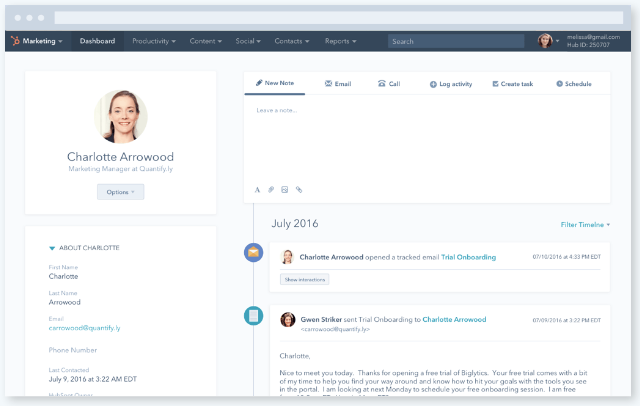 Marketing
Dashboard
Productivity
Content
Social
Contacts
Reports
Search
melissa@gmail.com
Hub ID: 250707
Charlotte Arrowood
Marketing Manager at Quantify.ly
Options
ABOUT CHARLOTTE
First Name
Charlotte
Last Name
Arrowood
Email
carrowood@quantify.ly
Phone Number
Last Contacted
July 9, 2016 at 3:22 AM EDT
HubSpot Owner
New Note
Email
Call
Log activity
Create task
Schedule
Leave a note...
July 2016
Filter Timelne
Charlotte Arrowood opened a tracked email Trial Onboarding
07/10/2016 at 4:33 PM EDT
Show interactions
Gwen Striker sent Trial Onboarding to Charlotte Arrowood
07/09/2016 at 3:22 PM EDT
<carrowood@quantify.ly>
Charlotte,
Nice to meet you today. Thanks for opening a free trial of Biglytics. Your free trial comes with a bit
of my time to help you find your way around and know how to hit your goals with the tools you see
in the portal. I am looking at next Monday to schedule your free onboarding session. I am free